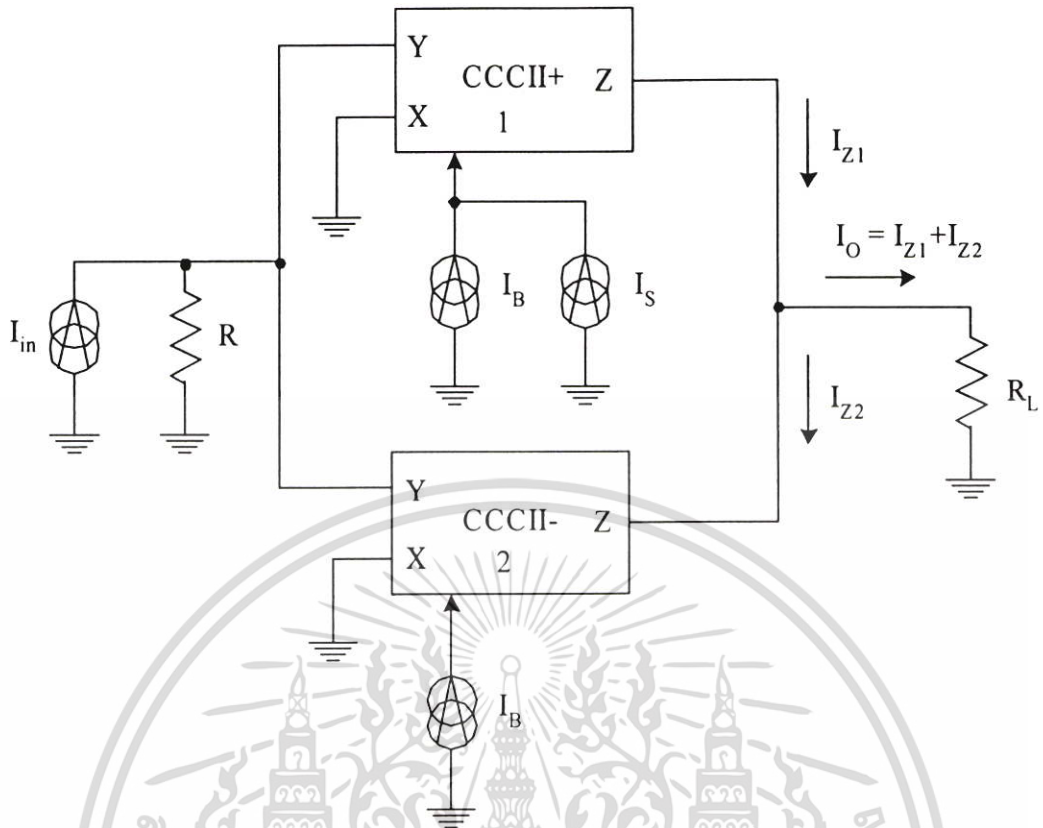 Y
CCCII+
Z
X
1
I_Z1
I_O = I_Z1+I_Z2
I_B
I_S
I_in
R
I_Z2
R_L
Y
CCCII-
Z
X
2
I_B